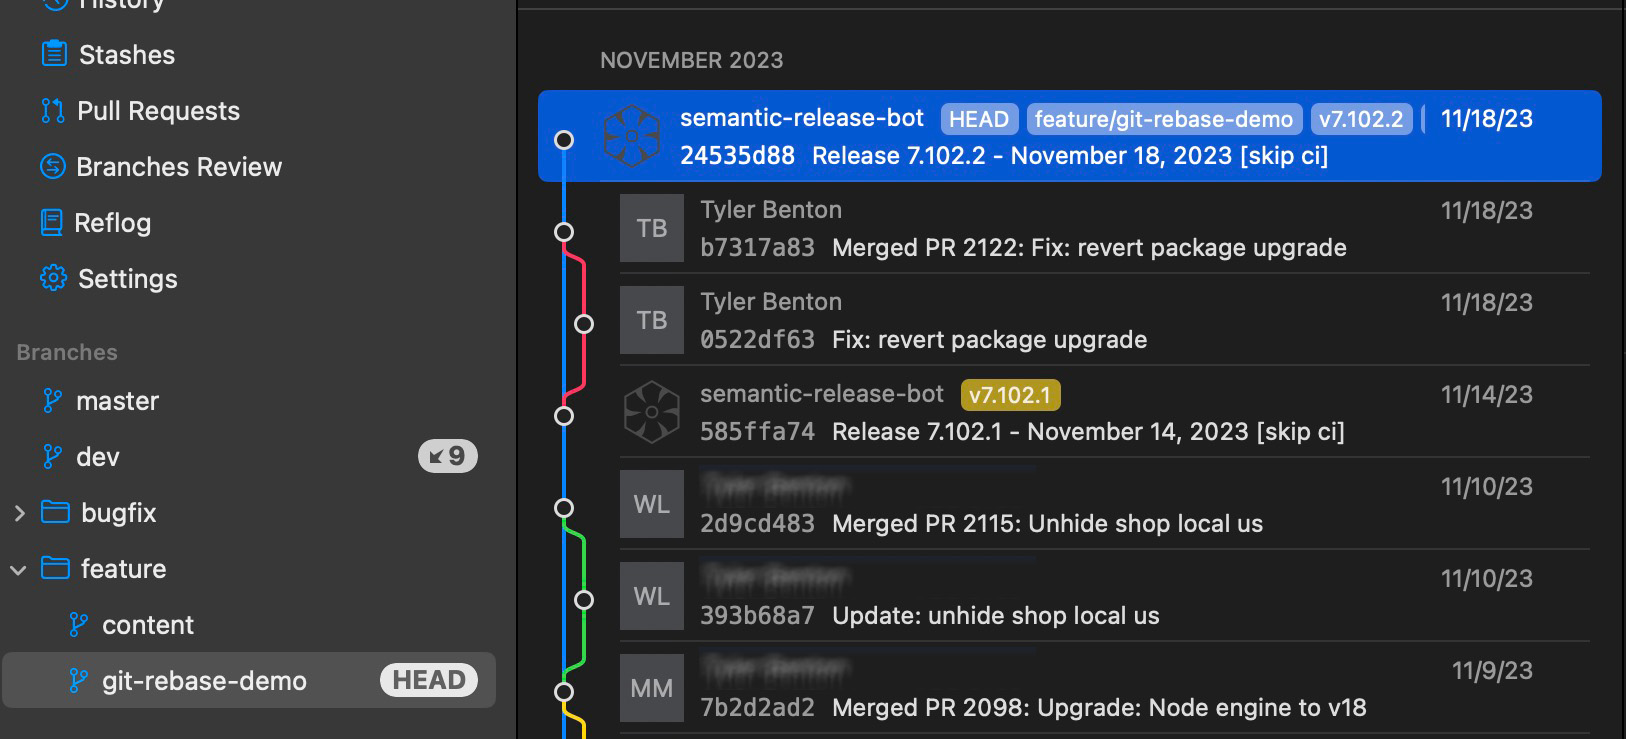 History
Stashes
Pull Requests
Branches Review
Reflog
Settings
Branches
master
dev 9
bugfix
feature
content
git-rebase-demo HEAD
NOVEMBER 2023
semantic-release-bot HEAD feature/git-rebase-demo v7.102.2 11/18/23
24535d88 Release 7.102.2 - November 18, 2023 [skip ci]
TB
Tyler Benton 11/18/23
b7317a83 Merged PR 2122: Fix: revert package upgrade
TB
Tyler Benton 11/18/23
0522df63 Fix: revert package upgrade
semantic-release-bot v7.102.1 11/14/23
585ffa74 Release 7.102.1 - November 14, 2023 [skip ci]
WL
11/10/23
2d9cd483 Merged PR 2115: Unhide shop local us
WL
11/10/23
393b68a7 Update: unhide shop local us
MM
11/9/23
7b2d2ad2 Merged PR 2098: Upgrade: Node engine to v18